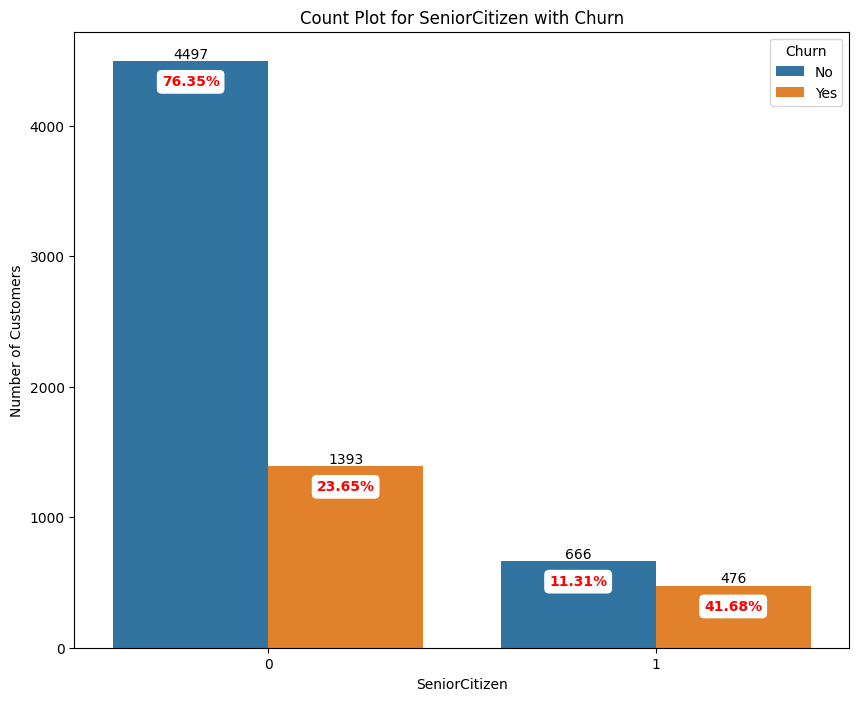 Count Plot for SeniorCitizen with Churn
Churn
No
Yes
4497
76.35%
1393
23.65%
666
11.31%
476
41.68%
4000
3000
2000
1000
0
Number of Customers
0
1
SeniorCitizen